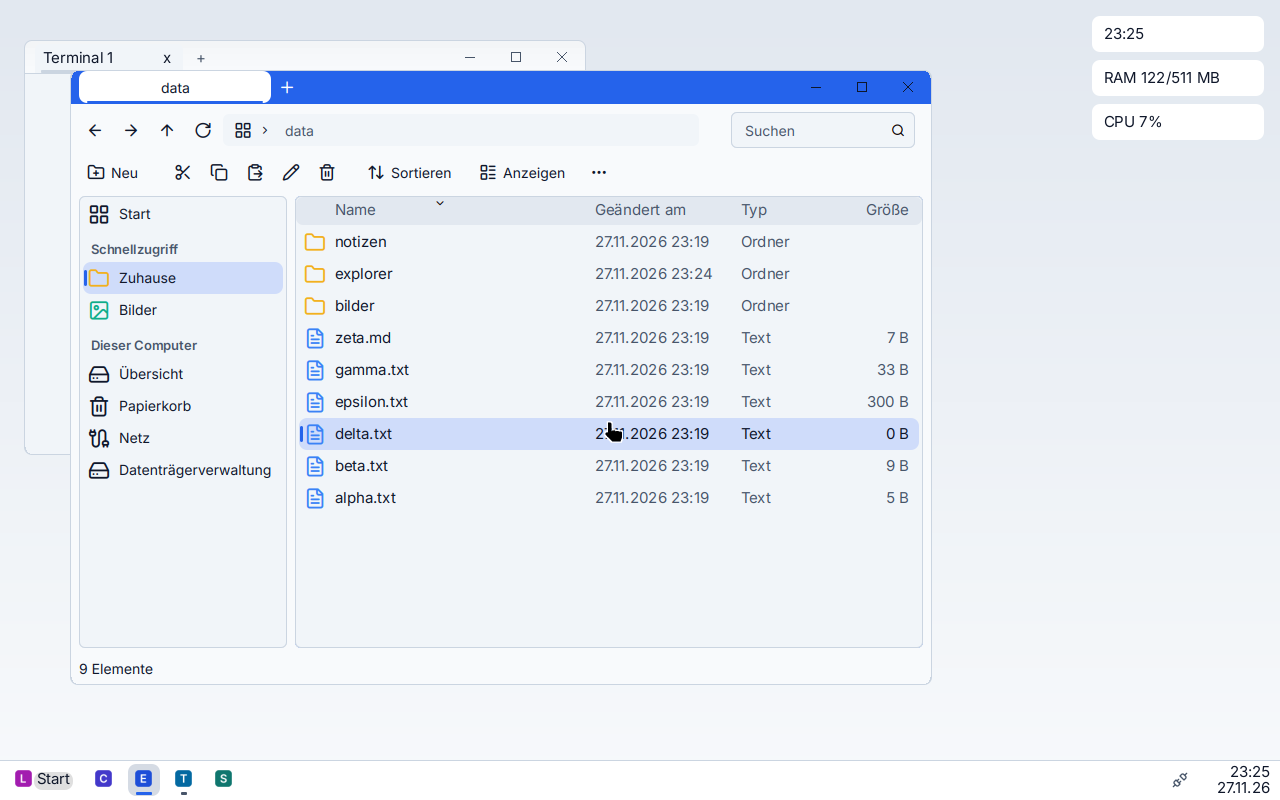 23:25
RAM 122/511 MB
CPU 7%
Terminal 1 x +
data +
data
Suchen
Neu Sortieren Anzeigen ···
Start
Schnellzugriff
Zuhause
Bilder
Dieser Computer
Übersicht
Papierkorb
Netz
Datenträgerverwaltung
Name Geändert am Typ Größe
notizen 27.11.2026 23:19 Ordner
explorer 27.11.2026 23:24 Ordner
bilder 27.11.2026 23:19 Ordner
zeta.md 27.11.2026 23:19 Text 7 B
gamma.txt 27.11.2026 23:19 Text 33 B
epsilon.txt 27.11.2026 23:19 Text 300 B
delta.txt 27.11.2026 23:19 Text 0 B
beta.txt 27.11.2026 23:19 Text 9 B
alpha.txt 27.11.2026 23:19 Text 5 B
9 Elemente
L Start C E T S
23:25
27.11.26